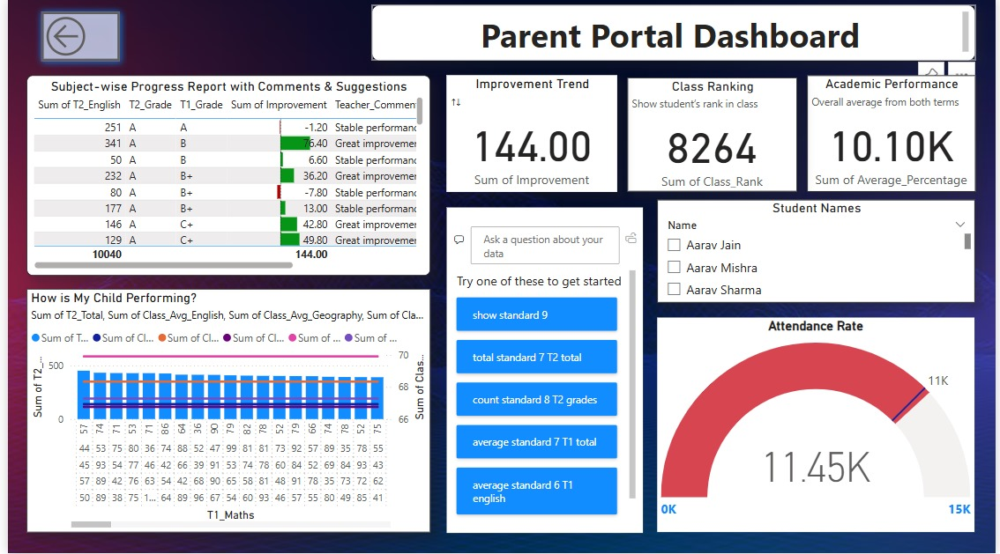 Parent Portal Dashboard
Subject-wise Progress Report with Comments & Suggestions
Sum of T2_English T2_Grade T1_Grade Sum of Improvement Teacher_Commen
251 A A -1.20 Stable performanc
341 A B 76.40 Great improvemer
50 A B 6.60 Stable performanc
232 A B+ 36.20 Great improvemer
80 A B+ -7.80 Stable performanc
177 A B+ 13.00 Stable performanc
146 A C+ 42.80 Great improvemer
129 A C+ 49.80 Great improvemer
10040 144.00
Improvement Trend
144.00
Sum of Improvement
Class Ranking
Show student's rank in class
8264
Sum of Class_Rank
Academic Performance
Overall average from both terms
10.10K
Sum of Average_Percentage
How is My Child Performing?
Sum of T2_Total, Sum of Class_Avg_English, Sum of Class_Avg_Geography, Sum of Cla...
Sum of T... Sum of Cl... Sum of Cl... Sum of Cl... Sum of ... Sum of ...
Sum of T2_...
500
0
70
68
66
Sum of Clas...
57 74 71 53 71 86 64 36 90 79 82 78 52 79 66 74 78 52 75
44 53 75 80 36 74 88 52 47 99 81 81 73 92 57 89 35 78 55
45 93 54 77 46 42 66 39 91 53 74 78 60 84 52 69 84 93 43
57 89 42 76 63 54 42 68 90 65 58 81 48 91 78 35 73 72 62
50 89 38 75 1... 64 89 96 67 54 60 93 46 57 55 80 49 85 41
T1_Maths
Ask a question about your
data
Try one of these to get started
show standard 9
total standard 7 T2 total
count standard 8 T2 grades
average standard 7 T1 total
average standard 6 T1
english
Student Names
Name
Aarav Jain
Aarav Mishra
Aarav Sharma
Attendance Rate
11K
11.45K
0K
15K